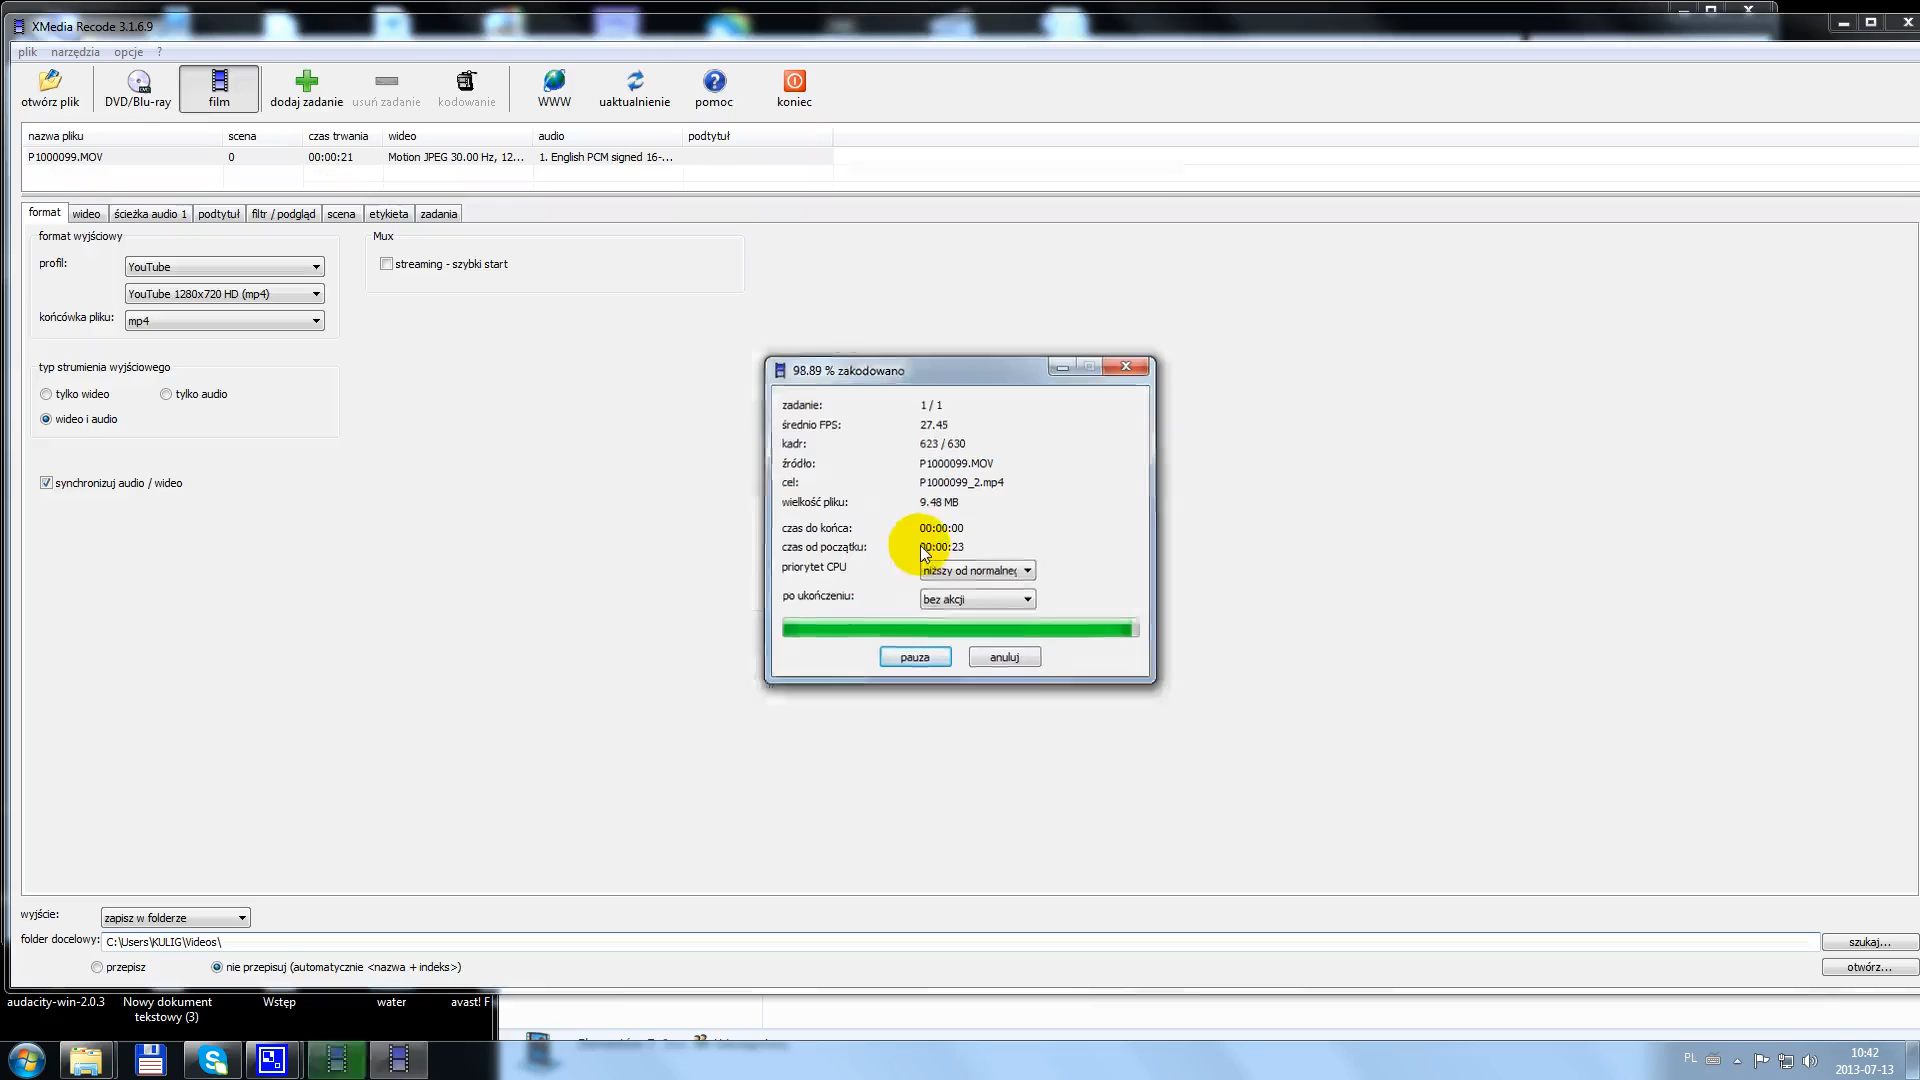 XMedia Recode 3.1.6.9
plik narzędzia opcje ?
otwórz plik DVD/Blu-ray film dodaj zadanie usuń zadanie kodowanie WWW uaktualnienie pomoc koniec
nazwa pliku scena czas trwania wideo audio podtytuł
P1000099.MOV 0 00:00:21 Motion JPEG 30.00 Hz, 12... 1. English PCM signed 16-...
format wideo ścieżka audio 1 podtytuł filtr / podgląd scena etykieta zadania
format wyjściowy Mux
profil: YouTube streaming - szybki start
YouTube 1280x720 HD (mp4)
końcówka pliku: mp4
typ strumienia wyjściowego
tylko wideo tylko audio
wideo i audio
synchronizuj audio / wideo
98.89 % zakodowano
zadanie: 1 / 1
średnio FPS: 27.45
kadr: 623 / 630
źródło: P1000099.MOV
cel: P1000099_2.mp4
wielkość pliku: 9.48 MB
czas do końca: 00:00:00
czas od początku: 00:00:23
priorytet CPU niższy od normalneg
po ukończeniu: bez akcji
pauza anuluj
wyjście: zapisz w folderze
folder docelowy: C:\Users\KULIG\Videos\ szukaj...
przepisz nie przepisuj (automatycznie <nazwa + indeks>) otwórz...
audacity-win-2.0.3 Nowy dokument tekstowy (3) Wstęp water avast! F
PL 10:42
2013-07-13